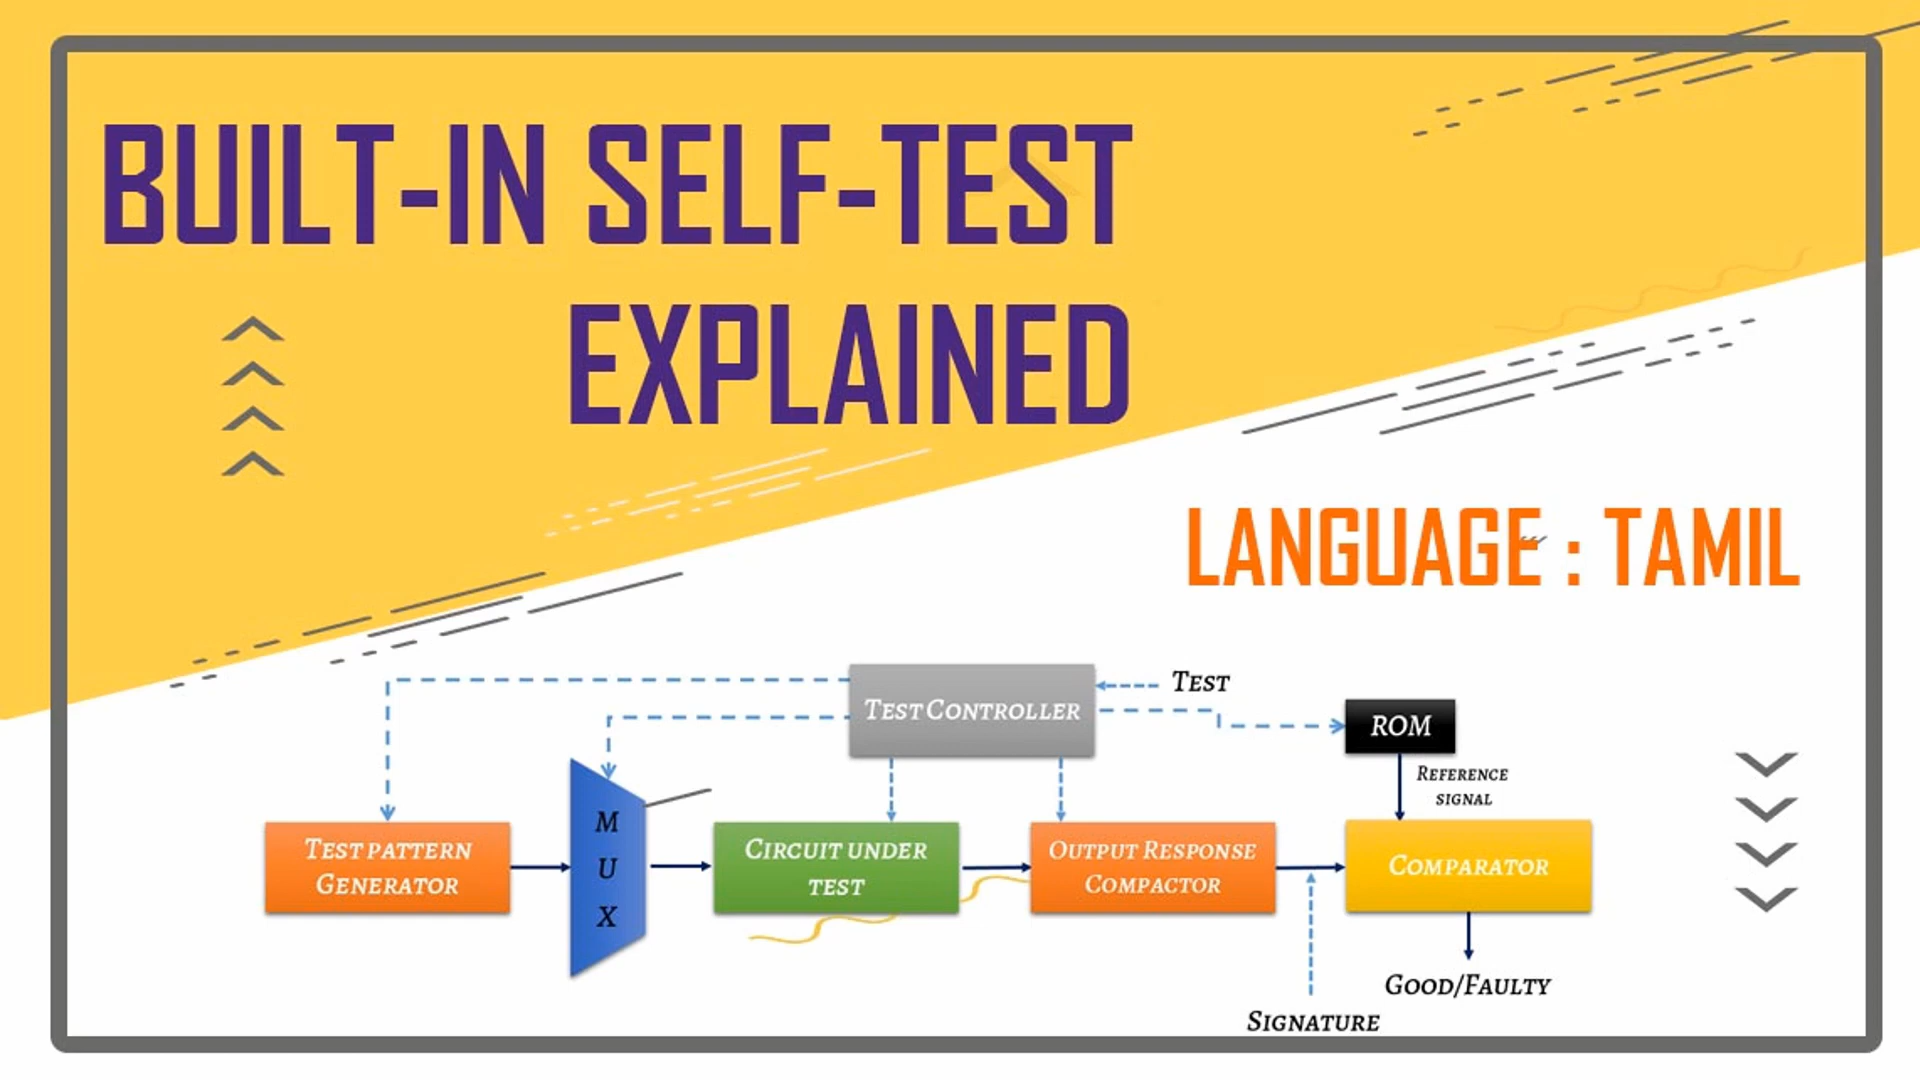 BUILT-IN SELF-TEST
EXPLAINED
LANGUAGE : TAMIL
TEST CONTROLLER
TEST
ROM
REFERENCE
SIGNAL
TEST PATTERN
GENERATOR
M
U
X
CIRCUIT UNDER
TEST
OUTPUT RESPONSE
COMPACTOR
COMPARATOR
GOOD/FAULTY
SIGNATURE